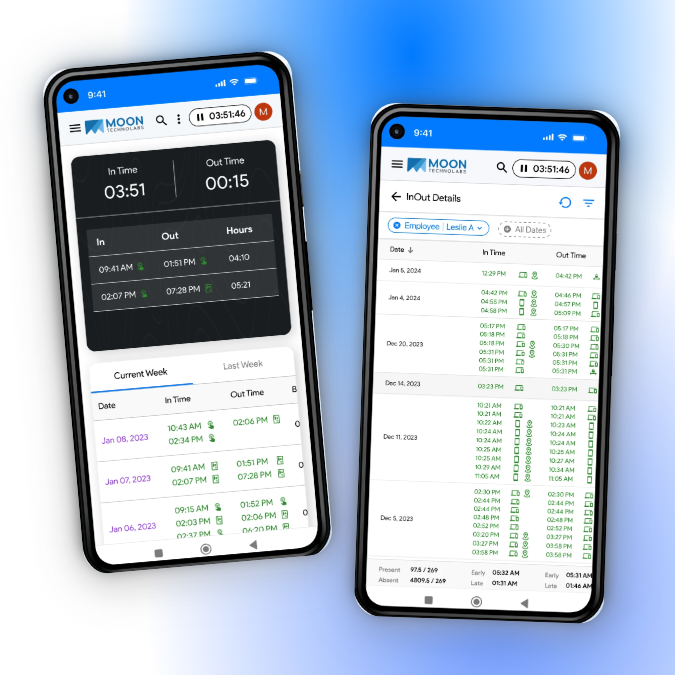 9:41
MOON
TECHNOLABS
03:51:46
M
In Time
Out Time
03:51
00:15
In Out Hours
09:41 AM 01:51 PM 04:10
02:07 PM 07:28 PM 05:21
Current Week Last Week
Date In Time Out Time B
Jan 08, 2023 10:43 AM 02:06 PM 0
02:34 PM
Jan 07, 2023 09:41 AM 01:51 PM 0
02:07 PM 07:28 PM
Jan 06, 2023 09:15 AM 01:52 PM 0
02:03 PM 02:06 PM
02:37 PM 06:20 PM
9:41
MOON
TECHNOLABS
03:51:46
M
InOut Details
Employee Leslie A All Dates
Date In Time Out Time
Jan 5, 2024 12:29 PM 04:42 PM
Jan 4, 2024 04:42 PM 04:46 PM
04:55 PM 04:57 PM
04:58 PM 05:09 PM
Dec 20, 2023
05:17 PM 05:17 PM
05:18 PM 05:18 PM
05:18 PM 05:30 PM
05:31 PM 05:31 PM
05:31 PM 05:31 PM
05:31 PM 05:31 PM
Dec 14, 2023 03:23 PM 03:23 PM
Dec 11, 2023
10:21 AM 10:21 AM
10:21 AM 10:21 AM
10:22 AM 10:23 AM
10:24 AM 10:24 AM
10:24 AM 10:24 AM
10:25 AM 10:25 AM
10:25 AM 10:27 AM
10:29 AM 10:34 AM
11:05 AM 11:05 AM
Dec 5, 2023
02:30 PM 02:30 PM
02:44 PM 02:44 PM
02:44 PM 02:44 PM
02:48 PM 02:48 PM
02:52 PM 02:52 PM
03:20 PM 03:27 PM
03:27 PM 03:58 PM
03:58 PM 03:58 PM
Present 97.5 / 269 Early 05:32 AM Early 05:31 AM
Absent 4809.5 / 269 Late 01:31 AM Late 01:46 AM